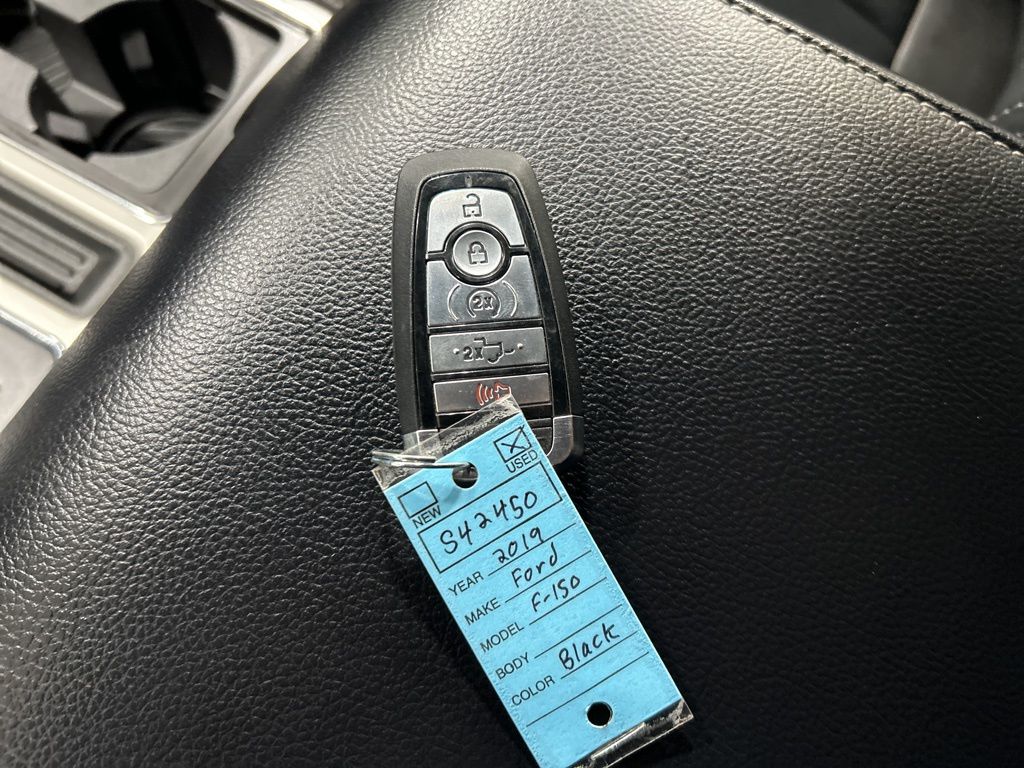 2X
2X
USED
NEW
S42450
YEAR 2019
MAKE Ford
MODEL F-150
BODY
COLOR Black